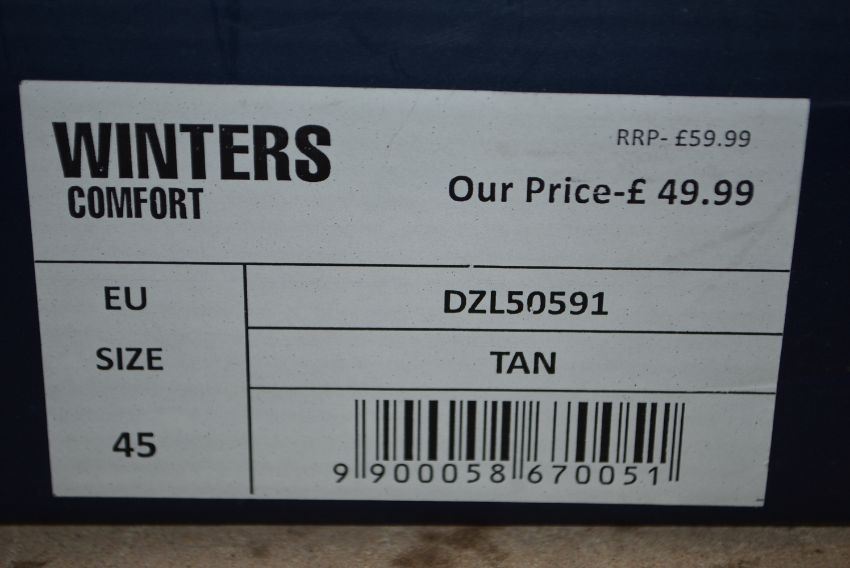 WINTERS
COMFORT
RRP- £59.99
Our Price-£ 49.99
EU
SIZE
45
DZL50591
TAN
9 900058 670051